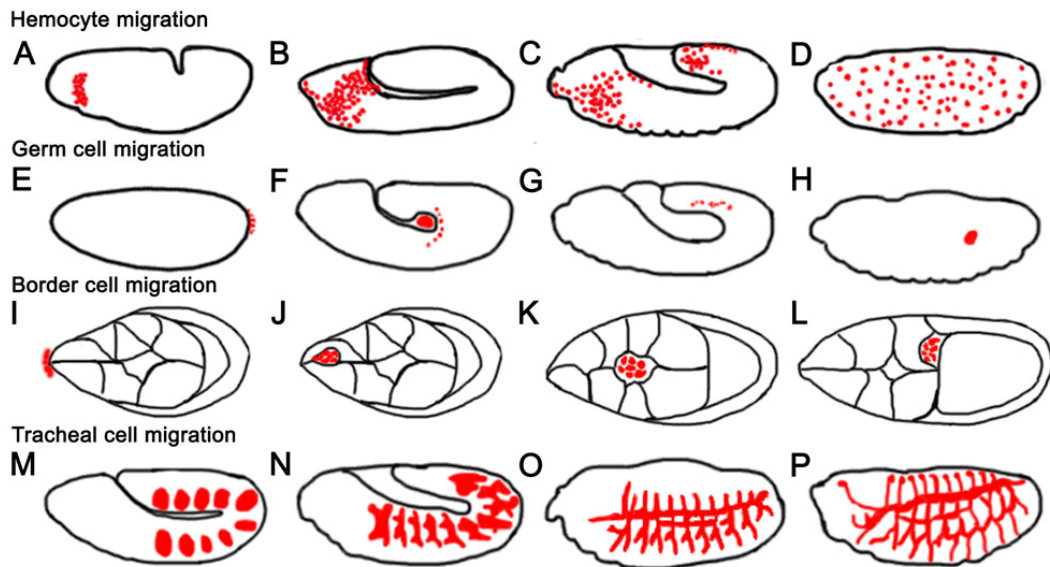 Hemocyte migration
A B C D
Germ cell migration
E F G H
Border cell migration
I J K L
Tracheal cell migration
M N O P